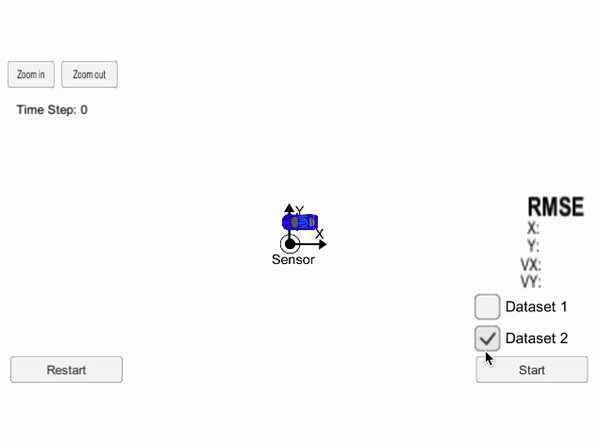 Zoom in
Zoom out
Time Step: 0
Y
X
Sensor
RMSE
X:
Y:
VX:
VY:
Dataset 1
Dataset 2
Restart
Start